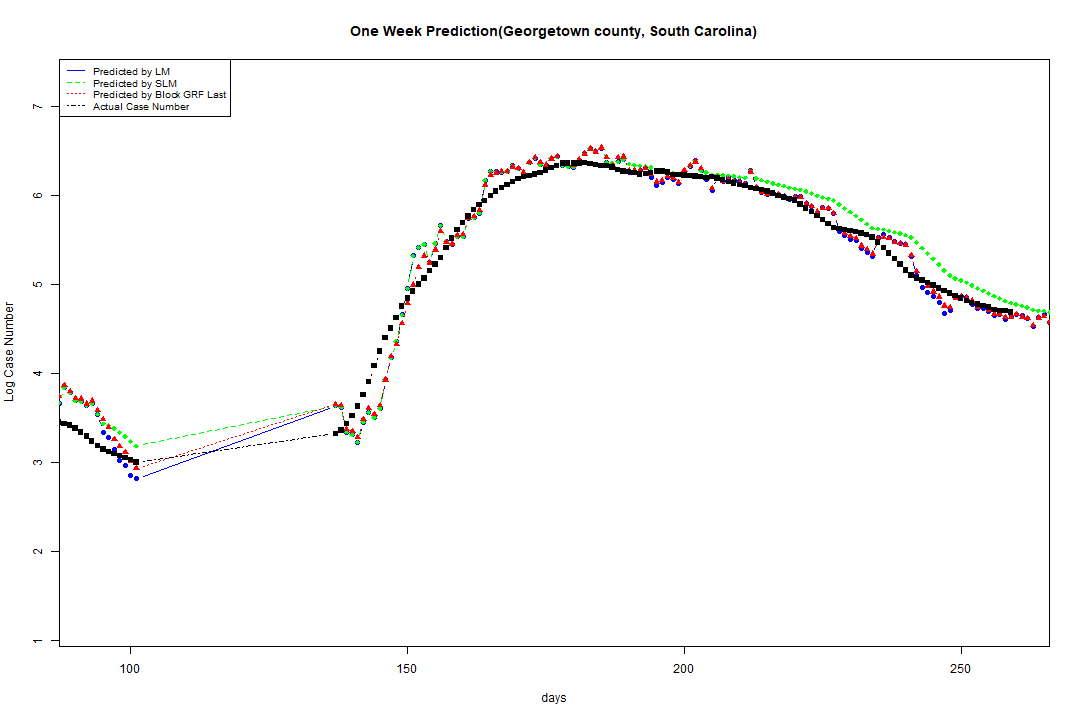 One Week Prediction(Georgetown county, South Carolina)
Predicted by LM
Predicted by SLM
Predicted by Block GRF Last
Actual Case Number
7
6
5
4
3
2
1
Log Case Number
100 150 200 250
days